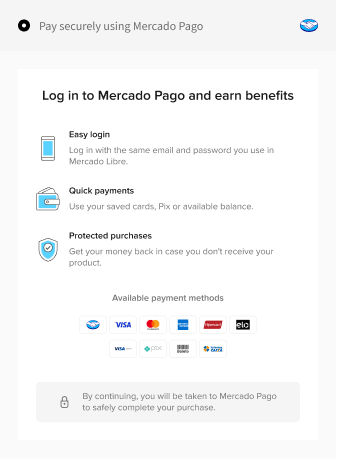 Pay securely using Mercado Pago
Log in to Mercado Pago and earn benefits
Easy login
Log in with the same email and password you use in
Mercado Libre.
Quick payments
Use your saved cards, Pix or available balance.
Protected purchases
Get your money back in case you don't receive your
product.
Available payment methods
VISA
elo
VISA
pix
Boleto
CAIXA
By continuing, you will be taken to Mercado Pago
to safely complete your purchase.